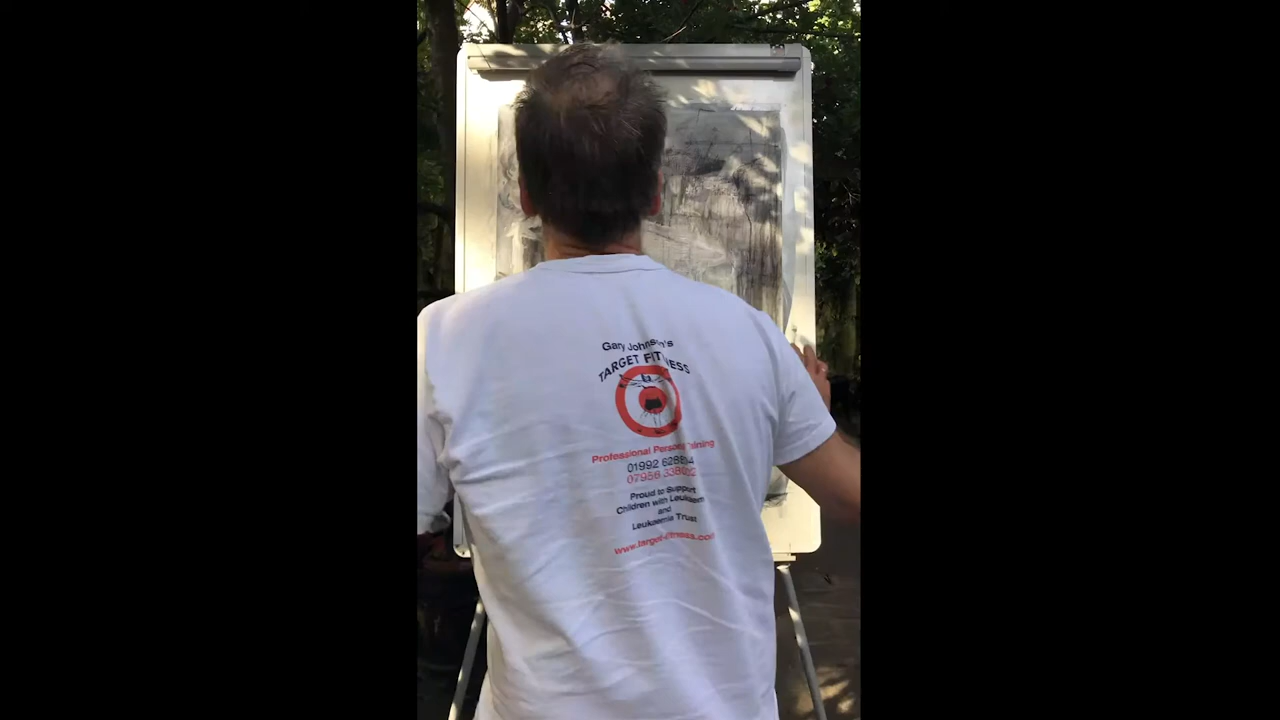 Gary Johnson's
TARGET FITNESS
Professional Personal Training
01992
07956
Proud to Support
Children with Leukaemia
and
Leukaemia Trust
www.target-fitness.com